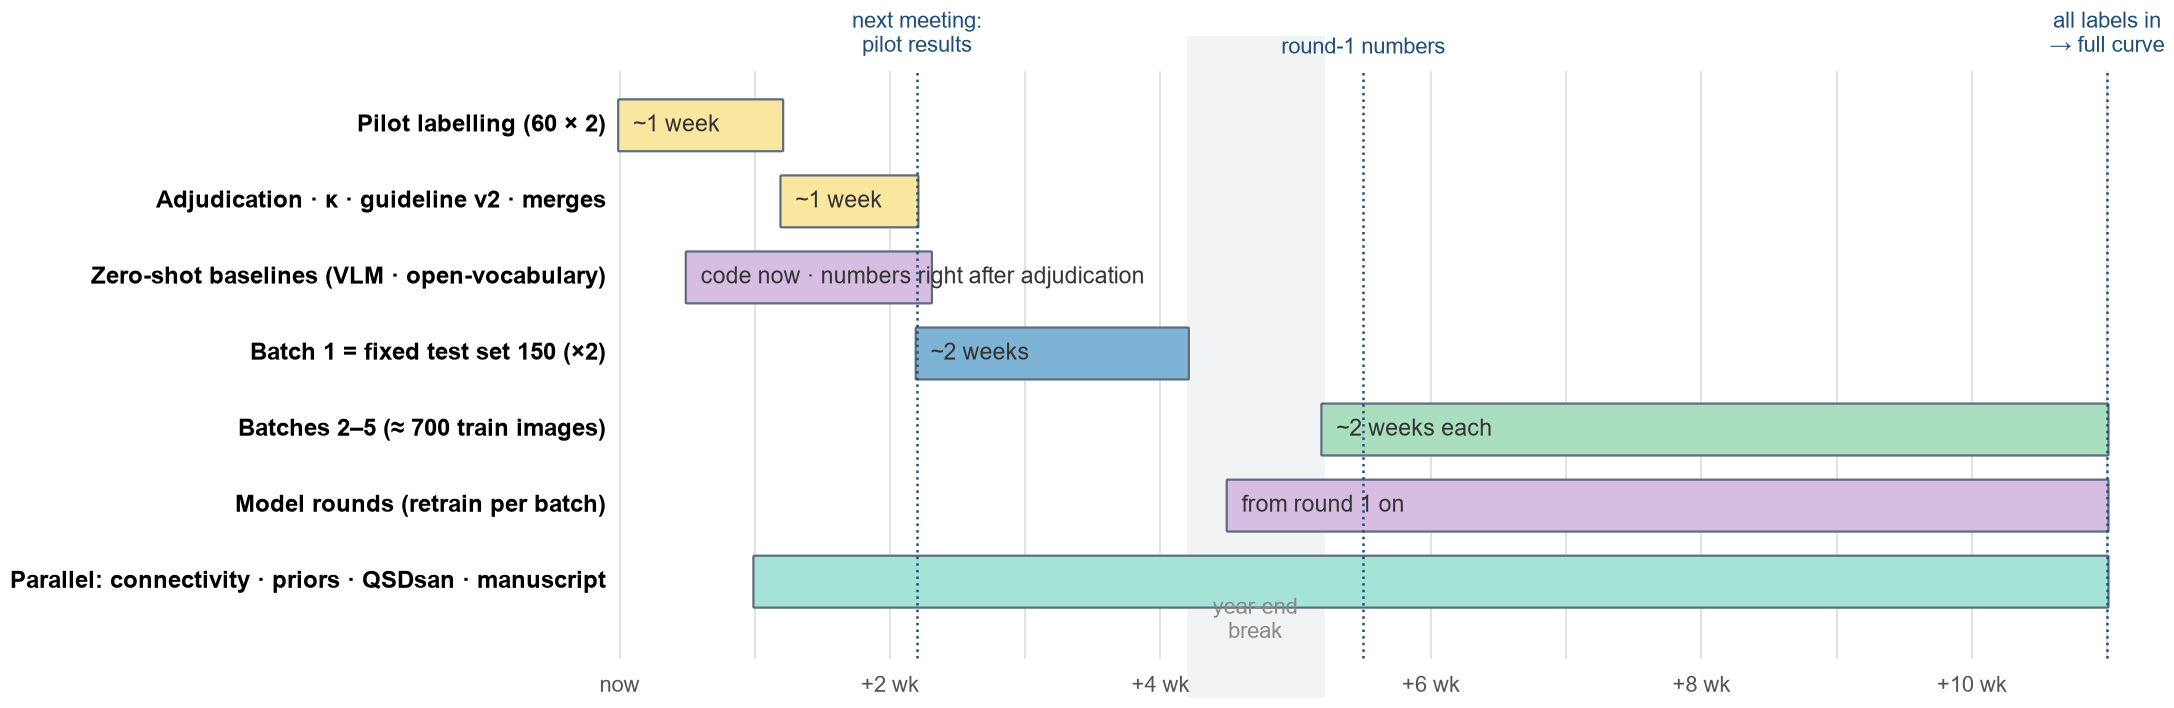 next meeting:
pilot results
round-1 numbers
all labels in
→ full curve
Pilot labelling (60 × 2)
~1 week
Adjudication · κ · guideline v2 · merges
~1 week
Zero-shot baselines (VLM · open-vocabulary)
code now · numbers right after adjudication
Batch 1 = fixed test set 150 (×2)
~2 weeks
Batches 2–5 (≈ 700 train images)
~2 weeks each
Model rounds (retrain per batch)
from round 1 on
Parallel: connectivity · priors · QSDsan · manuscript
year-end
break
now
+2 wk
+4 wk
+6 wk
+8 wk
+10 wk